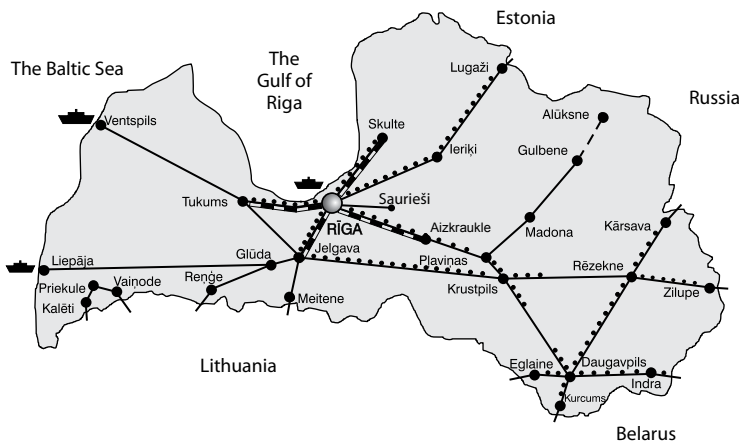 Estonia
The Baltic Sea
The
Gulf of
Riga
Lugaži
Russia
Alūksne
Ventspils
Skulte
Ieriķi
Gulbene
Tukums
Saurieši
RĪGA
Aizkraukle
Madona
Kārsava
Jelgava
Glūda
Pļaviņas
Liepāja
Rēzekne
Priekule
Vaiņode
Reņģe
Krustpils
Zilupe
Kalēti
Meitene
Lithuania
Eglaine
Daugavpils
Indra
Kurcums
Belarus